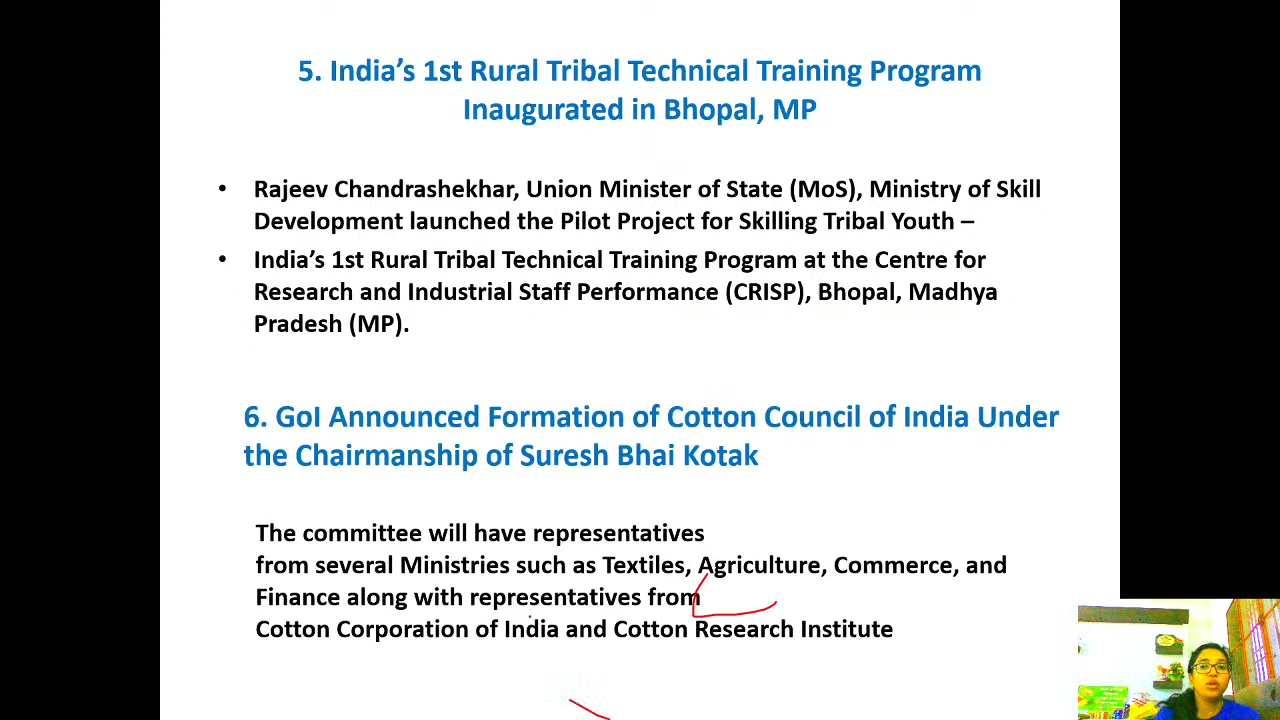 5. India’s 1st Rural Tribal Technical Training Program
Inaugurated in Bhopal, MP
• Rajeev Chandrashekhar, Union Minister of State (MoS), Ministry of Skill
Development launched the Pilot Project for Skilling Tribal Youth –
• India’s 1st Rural Tribal Technical Training Program at the Centre for
Research and Industrial Staff Performance (CRISP), Bhopal, Madhya
Pradesh (MP).
6. GoI Announced Formation of Cotton Council of India Under
the Chairmanship of Suresh Bhai Kotak
The committee will have representatives
from several Ministries such as Textiles, Agriculture, Commerce, and
Finance along with representatives from
Cotton Corporation of India and Cotton Research Institute